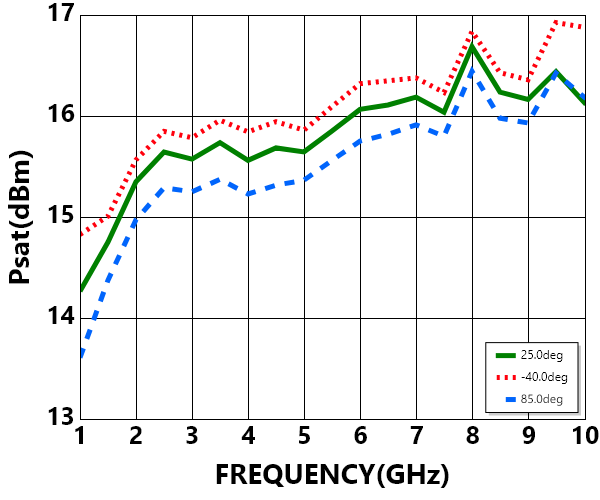 17
16
15
14
13
Psat(dBm)
1 2 3 4 5 6 7 8 9 10
FREQUENCY(GHz)
25.0deg
-40.0deg
85.0deg